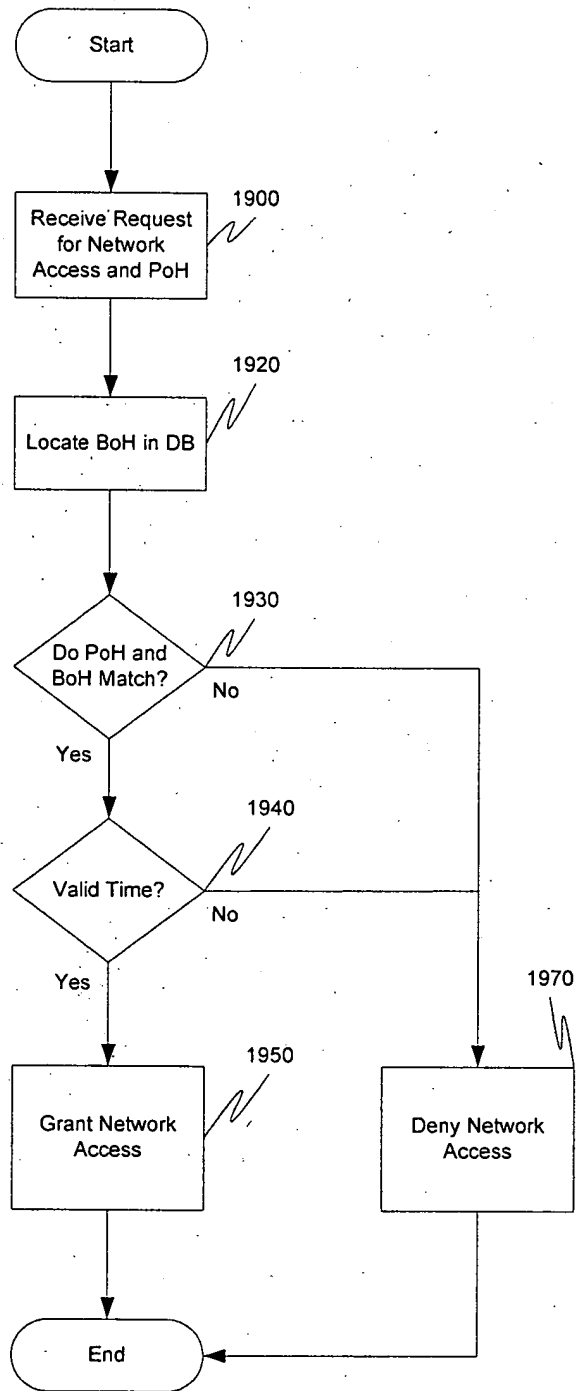 Start
1900
Receive Request
for Network
Access and PoH
1920
Locate BoH in DB
1930
Do PoH and
BoH Match?
No
Yes
1940
Valid Time?
No
Yes
1970
1950
Grant Network
Access
Deny Network
Access
End